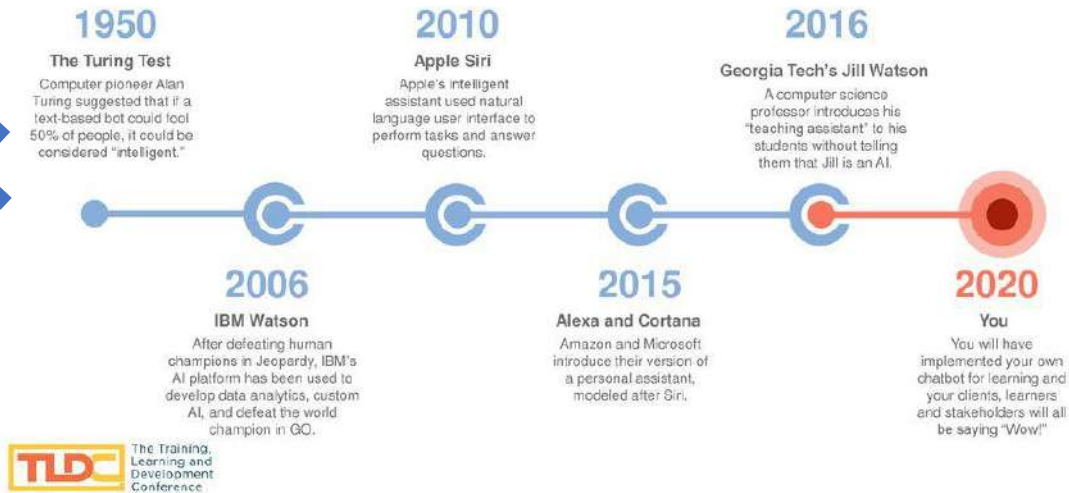 1950
The Turing Test
Computer pioneer Alan
Turing suggested that if a
text-based bot could fool
50% of people, it could be
considered "intelligent."
2010
Apple Siri
Apple's intelligent
assistant used natural
language user interface to
perform tasks and answer
questions.
2016
Georgia Tech's Jill Watson
A computer science
professor introduces his
"teaching assistant" to his
students without telling
them that Jill is an AI.
2006
IBM Watson
After defeating human
champions in Jeopardy, IBM's
AI platform has been used to
develop data analytics, custom
AI, and defeat the world
champion in GO.
2015
Alexa and Cortana
Amazon and Microsoft
introduce their version of
a personal assistant,
modeled after Siri.
2020
You
You will have
implemented your own
chatbot for learning and
your clients, learners
and stakeholders will all
be saying "Wow!"
TLDC
The Training,
Learning and
Development
Conference